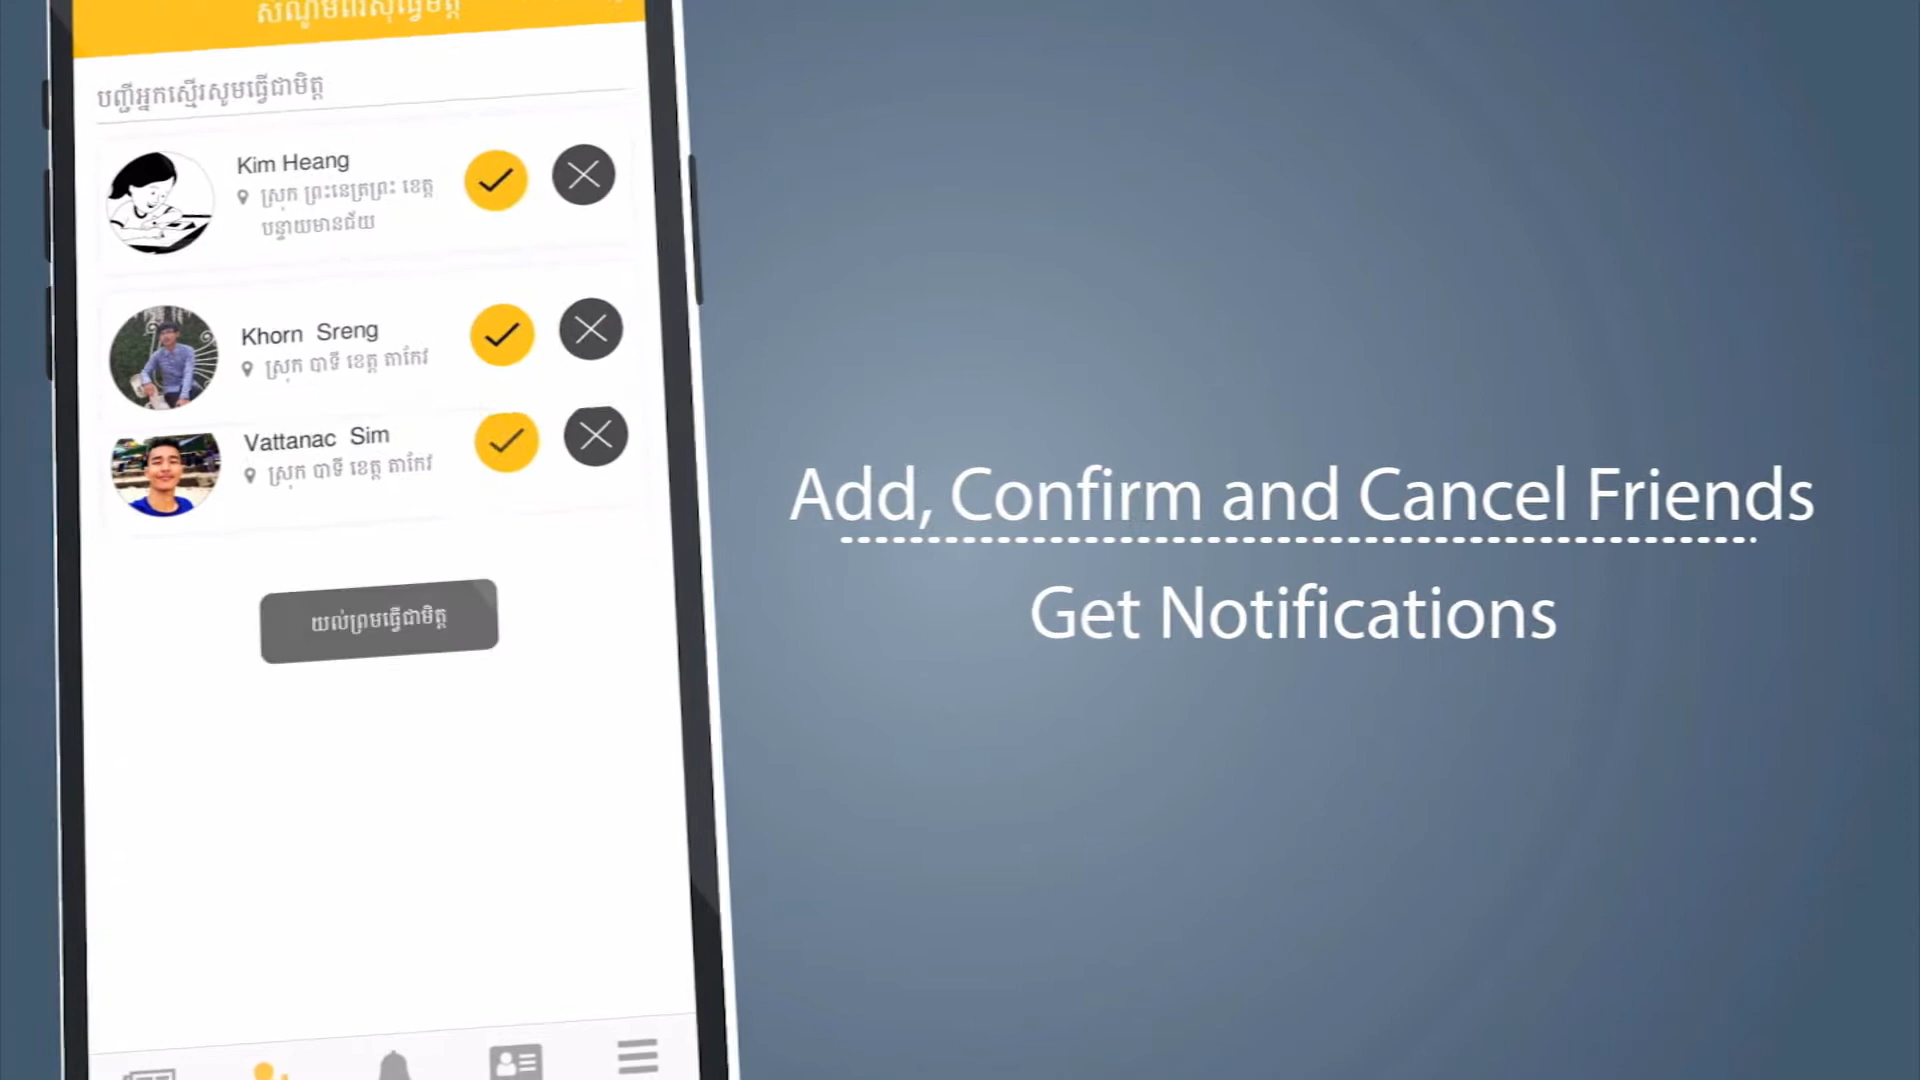 បញ្ជីអ្នកស្នើរសូមធ្វើជាមិត្ត
Kim Heang
ស្រុក ព្រះនេត្រព្រះ ខេត្ត
បន្ទាយមានជ័យ
Khorn Sreng
ស្រុក បាទី ខេត្ត តាកែវ
Vattanac Sim
ស្រុក បាទី ខេត្ត តាកែវ
យល់ព្រមធ្វើជាមិត្ត
Add, Confirm and Cancel Friends
Get Notifications